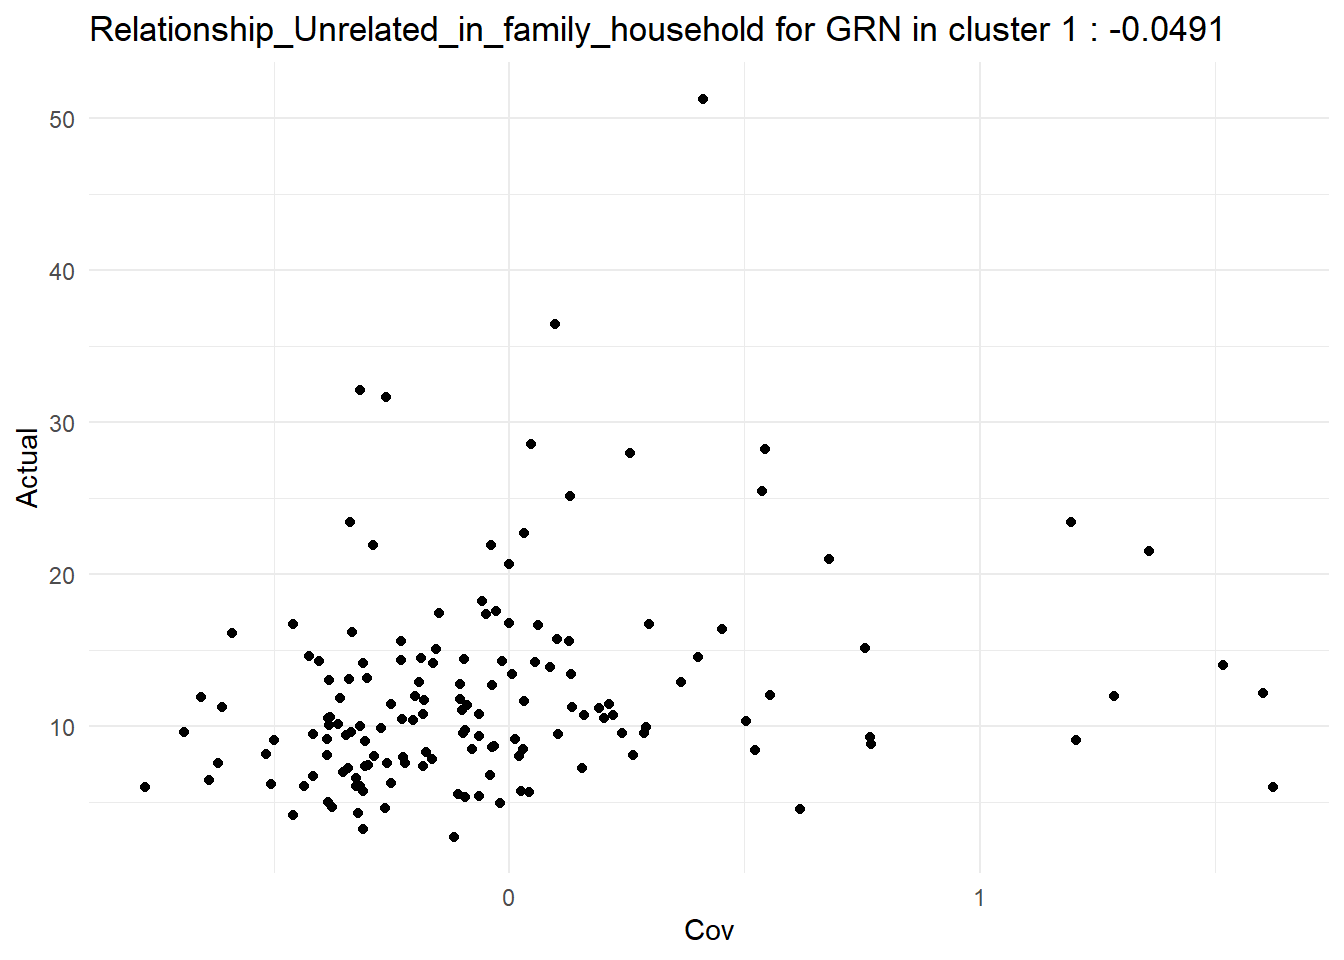 Relationship_Unrelated_in_family_household for GRN in cluster 1 : -0.0491
50
40
30
20
10
Actual
0
1
Cov